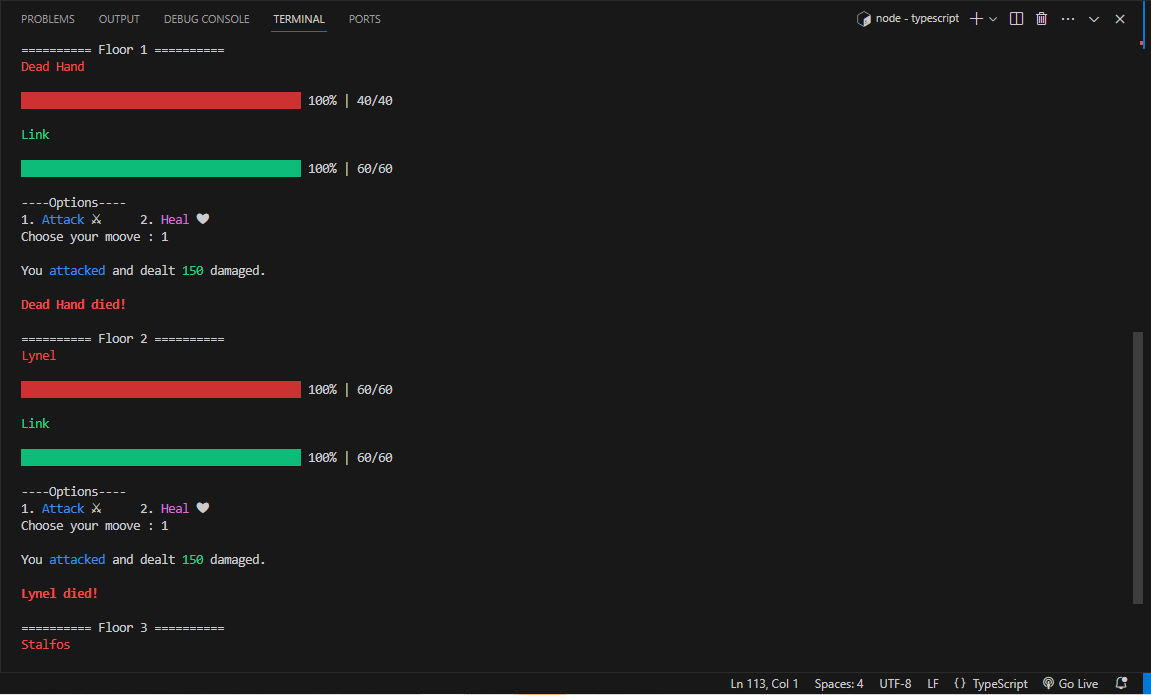 PROBLEMS OUTPUT DEBUG CONSOLE TERMINAL PORTS node - typescript
========== Floor 1 ==========
Dead Hand
100% | 40/40
Link
100% | 60/60
----Options----
1. Attack ⚔ 2. Heal ♥
Choose your moove : 1
You attacked and dealt 150 damaged.
Dead Hand died!
========== Floor 2 ==========
Lynel
100% | 60/60
Link
100% | 60/60
----Options----
1. Attack ⚔ 2. Heal ♥
Choose your moove : 1
You attacked and dealt 150 damaged.
Lynel died!
========== Floor 3 ==========
Stalfos
Ln 113, Col 1 Spaces: 4 UTF-8 LF {} TypeScript Go Live